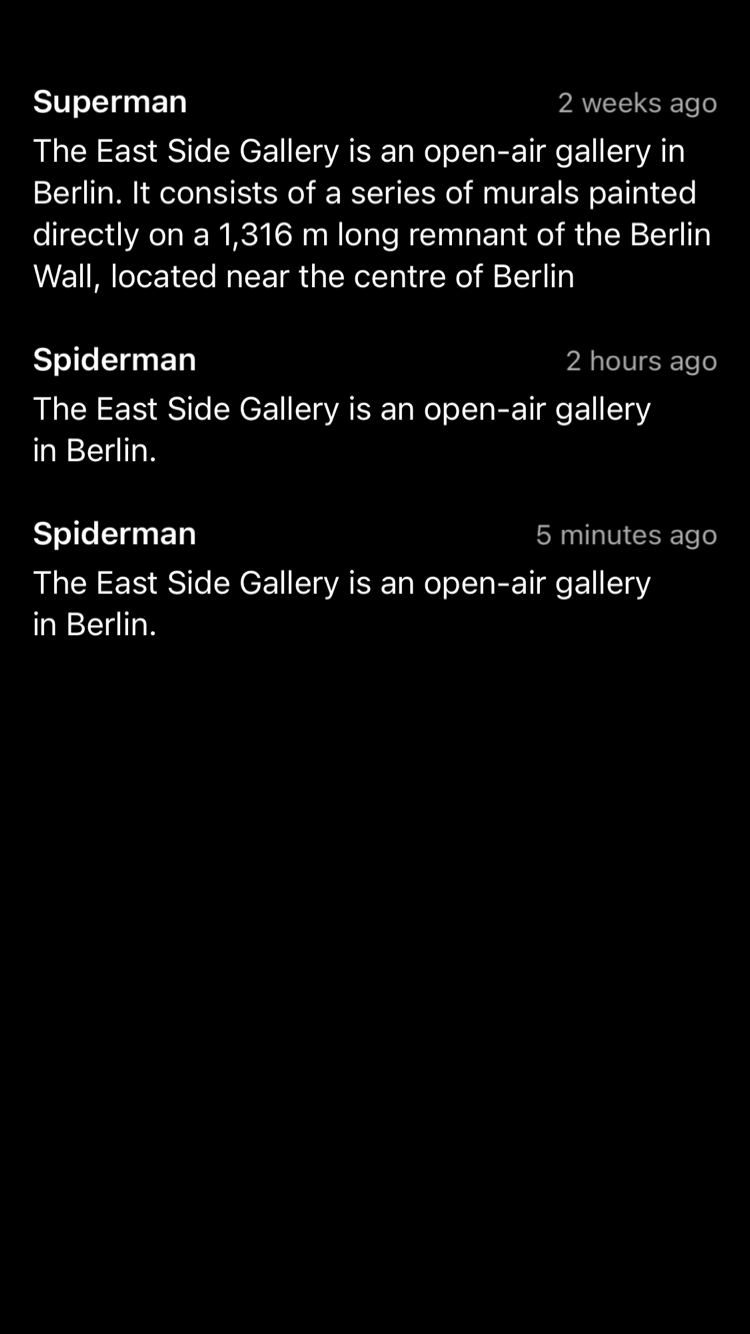 Superman 2 weeks ago
The East Side Gallery is an open-air gallery in
Berlin. It consists of a series of murals painted
directly on a 1,316 m long remnant of the Berlin
Wall, located near the centre of Berlin
Spiderman 2 hours ago
The East Side Gallery is an open-air gallery
in Berlin.
Spiderman 5 minutes ago
The East Side Gallery is an open-air gallery
in Berlin.